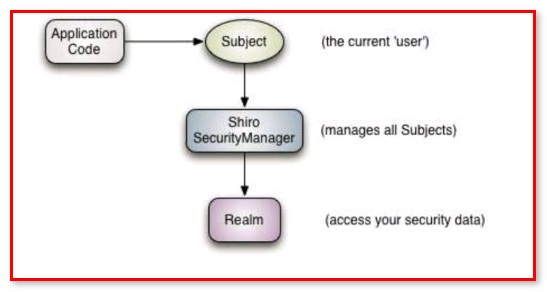 Application
Code
Subject
(the current 'user')
Shiro
SecurityManager
(manages all Subjects)
Realm
(access your security data)